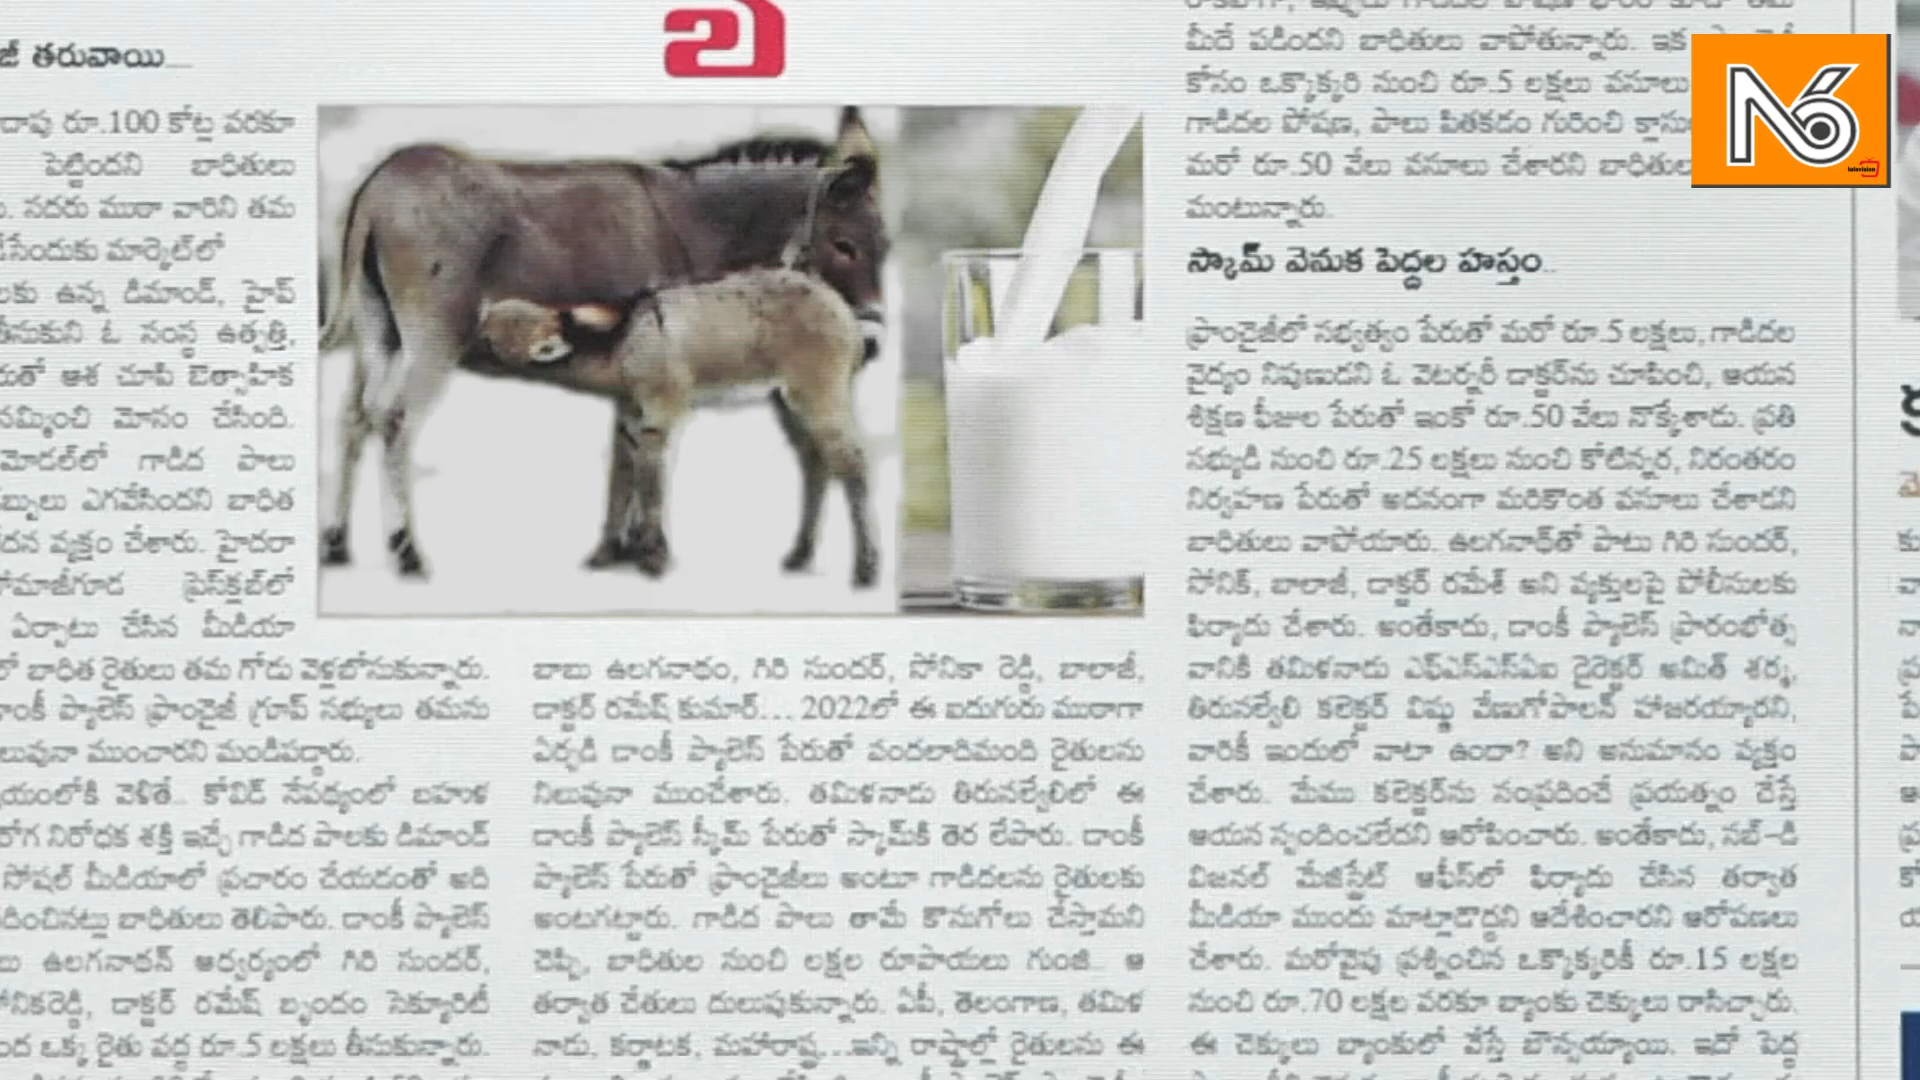 జీ తరువాయి....
దాపు రూ.100 కోట్ల వరకూ
పెట్టిందని బాధితులు
. సదరు ముఠా వారిని తమ
సేందుకు మార్కెట్‌లో
లకు ఉన్న డిమాండ్, హైప్
తీసుకుని ఓ సంస్థ ఉత్పత్తి,
రుతో ఆశ చూపి ఔత్సాహిక
నమ్మించి మోసం చేసింది.
మోడల్‌లో గాడిద పాలు
బ్బులు ఎగవేసిందని బాధిత
దన వ్యక్తం చేశారు. హైదరా
మాజీగూడ ప్రెస్‌క్లబ్‌లో
ఏర్పాటు చేసిన మీడియా
లో బాధిత రైతులు తమ గోడు వెళ్లబోసుకున్నారు.
డాంకీ ప్యాలెస్ ఫ్రాంచైజీ గ్రూప్ సభ్యులు తమను
లువునా ముంచారని మండిపడ్డారు.
యంలోకి వెళితే.. కోవిడ్ నేపథ్యంలో బహుళ
రోగ నిరోధక శక్తి ఇచ్చే గాడిద పాలకు డిమాండ్
సోషల్ మీడియాలో ప్రచారం చేయడంతో అది
దించినట్లు బాధితులు తెలిపారు. డాంకీ ప్యాలెస్
ఉలగనాథన్ ఆధ్వర్యంలో గిరి సుందర్,
నికరెడ్డి, డాక్టర్ రమేష్ బృందం సెక్యూరిటీ
ంద ఒక్క రైతు వద్ద రూ.5 లక్షలు తీసుకున్నారు.
బాబు ఉలగనాథం, గిరి సుందర్, సోనికా రెడ్డి, బాలాజీ,
డాక్టర్ రమేష్ కుమార్... 2022లో ఈ ఐదుగురు ముఠాగా
ఏర్పడి డాంకీ ప్యాలెస్ పేరుతో వందలాదిమంది రైతులను
నిలువునా ముంచేశారు. తమిళనాడు తిరునల్వేలిలో ఈ
డాంకీ ప్యాలెస్ స్కీమ్ పేరుతో స్కామ్‌కి తెర లేపారు. డాంకీ
ప్యాలెస్ పేరుతో ఫ్రాంచైజీలు అంటూ గాడిదలను రైతులకు
అంటగట్టారు. గాడిద పాలు తామే కొనుగోలు చేస్తామని
చెప్పి, బాధితుల నుంచి లక్షల రూపాయలు గుంజి.. ఆ
తర్వాత చేతులు దులుపుకున్నారు. ఏపీ, తెలంగాణ, తమిళ
నాడు, కర్ణాటక, మహారాష్ట్ర...ఇన్ని రాష్ట్రాల్లో రైతులను ఈ
మీదే పడిందని బాధితులు వాపోతున్నారు. ఇక
కోసం ఒక్కొక్కరి నుంచి రూ.5 లక్షలు వసూలు
గాడిదల పోషణ, పాలు పితకడం గురించి క్లాసు
మరో రూ.50 వేలు వసూలు చేశారని బాధితుల
మంటున్నారు.
స్కామ్ వెనుక పెద్దల హస్తం..
ఫ్రాంచైజీలో సభ్యత్వం పేరుతో మరో రూ.5 లక్షలు, గాడిదల
వైద్యం నిపుణుడని ఓ వెటర్నరీ డాక్టర్‌ను చూపించి, ఆయన
శిక్షణ ఫీజుల పేరుతో ఇంకో రూ.50 వేలు నొక్కేశాడు. ప్రతి
సభ్యుడి నుంచి రూ.25 లక్షలు నుంచి కోటిన్నర, నిరంతరం
నిర్వహణ పేరుతో అదనంగా మరికొంత వసూలు చేశాడని
బాధితులు వాపోయారు. ఉలగనాథ్‌తో పాటు గిరి సుందర్,
సోనిక్, బాలాజీ, డాక్టర్ రమేశ్ అని వ్యక్తులపై పోలీసులకు
ఫిర్యాదు చేశారు. అంతేకాదు, డాంకీ ప్యాలెస్ ప్రారంభోత్స
వానికి తమిళనాడు ఎఫ్ఎస్ఎస్ఏఐ డైరెక్టర్ అమిత్ శర్మ,
తిరునల్వేలి కలెక్టర్ విష్ణు వేణుగోపాలన్ హాజరయ్యారని,
వారికీ ఇందులో వాటా ఉందా? అని అనుమానం వ్యక్తం
చేశారు. మేము కలెక్టర్‌ను సంప్రదించే ప్రయత్నం చేస్తే
ఆయన స్పందించలేదని ఆరోపించారు. అంతేకాదు, సబ్-డి
విజనల్ మేజిస్ట్రేట్ ఆఫీస్‌లో ఫిర్యాదు చేసిన తర్వాత
మీడియా ముందు మాట్లాడొద్దని ఆదేశించారని ఆరోపణలు
చేశారు. మరోవైపు ప్రశ్నించిన ఒక్కొక్కరికీ రూ.15 లక్షల
నుంచి రూ.70 లక్షల వరకూ బ్యాంకు చెక్కులు రాసిచ్చారు.
ఈ చెక్కులు బ్యాంకులో వేస్తే బౌన్సయ్యాయి. ఇదో పెద్ద
N6
television